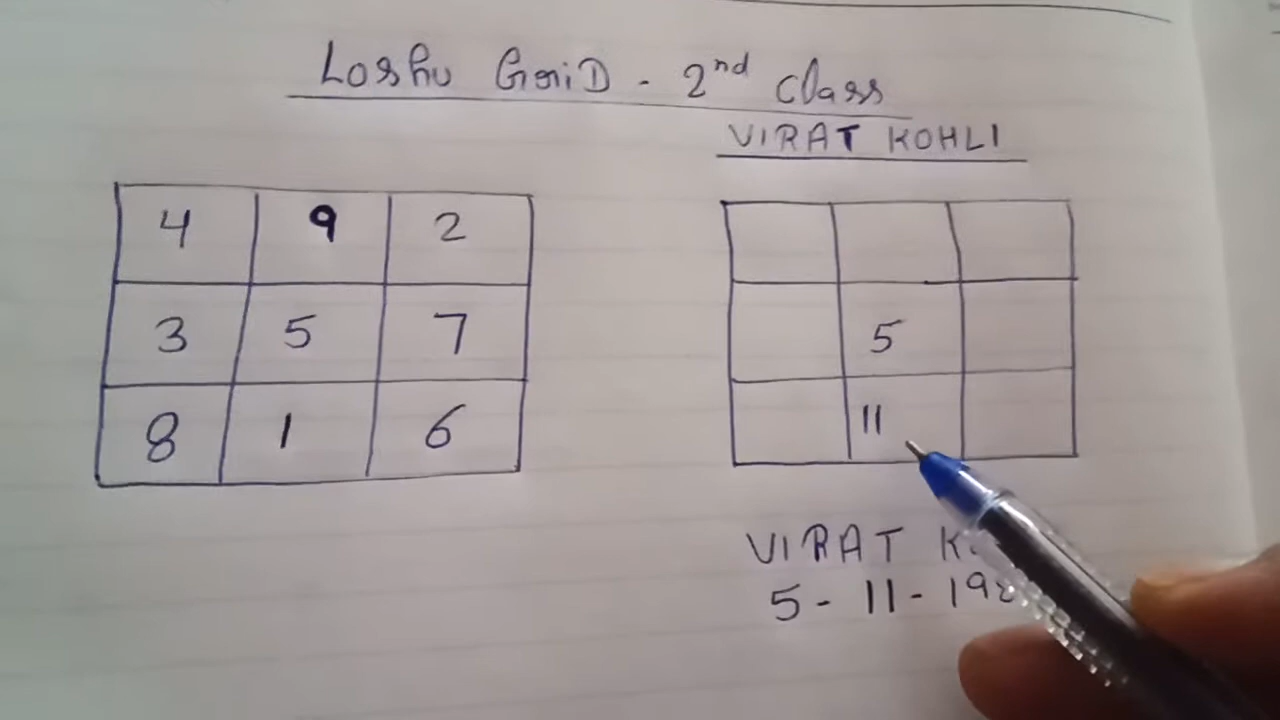 Loshu GriD - 2nd Class
VIRAT KOHLI
4 9 2
3 5 7
8 1 6
5
11
VIRAT
5 - 11 -